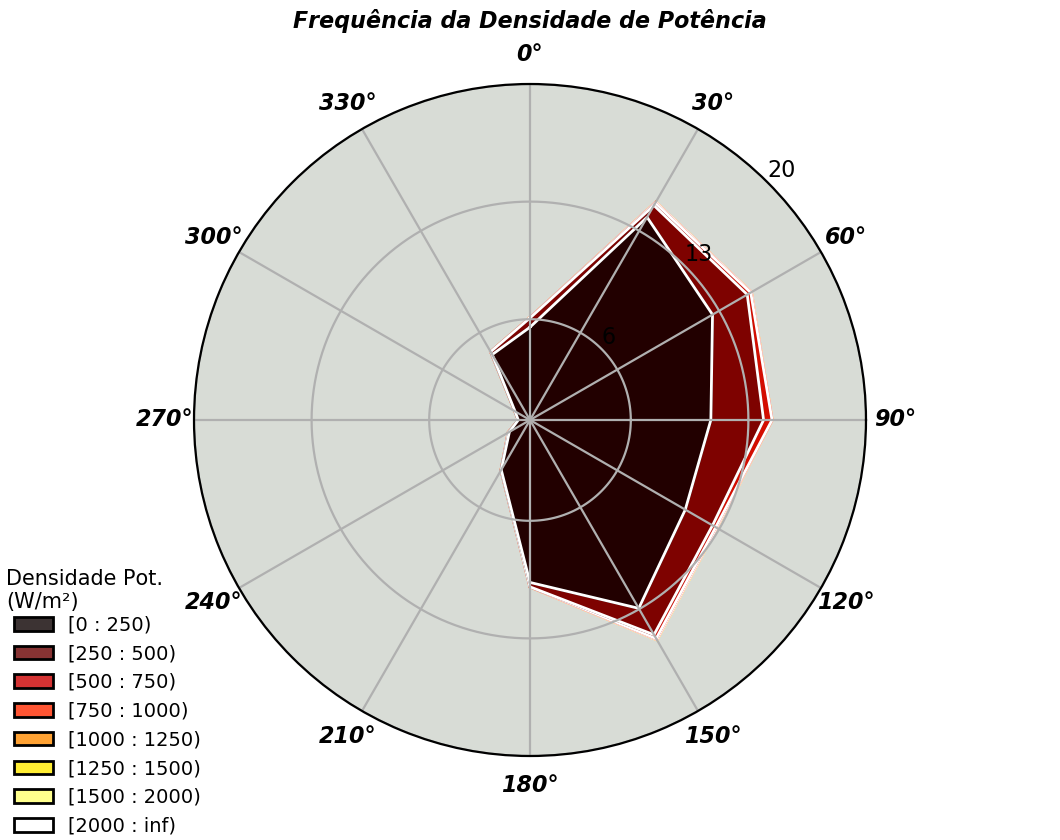 Frequência da Densidade de Potência
0°
330°
30°
20
300°
60°
13
6
270°
90°
Densidade Pot.
(W/m²)
240°
120°
[0 : 250)
[250 : 500)
[500 : 750)
[750 : 1000)
210°
150°
[1000 : 1250)
[1250 : 1500)
180°
[1500 : 2000)
[2000 : inf)